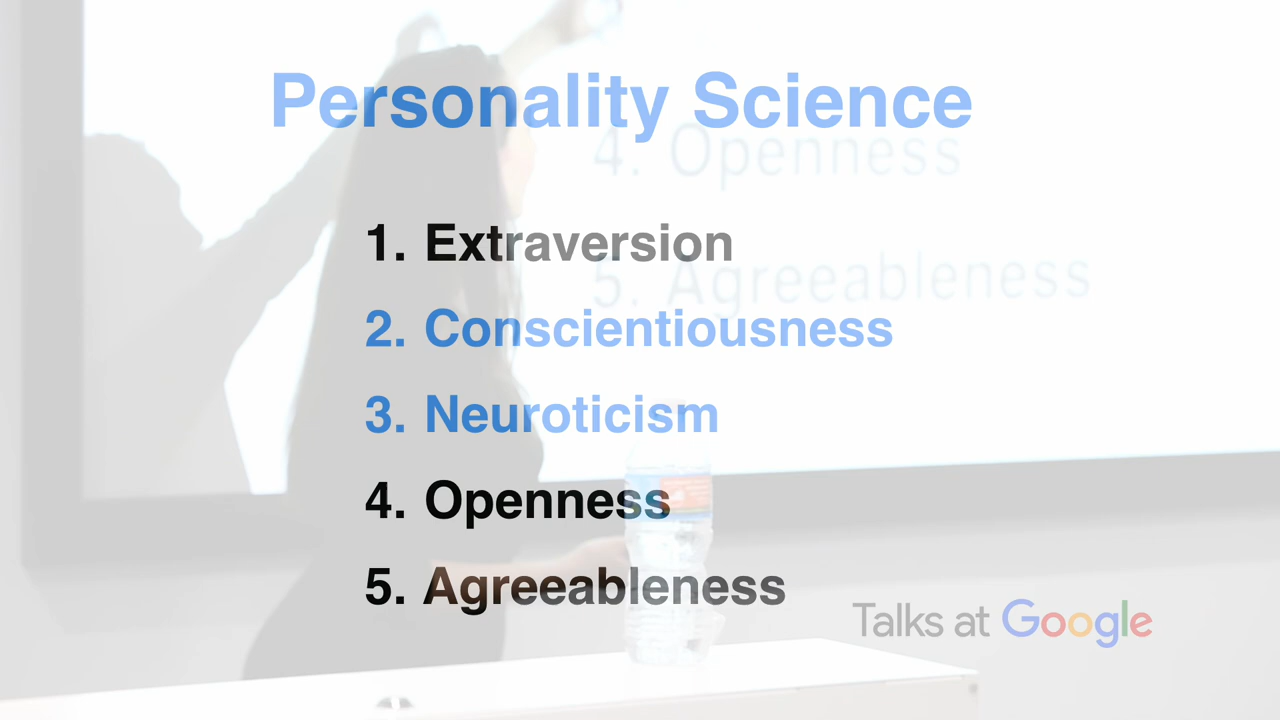 Personality Science
4. Openness
1. Extraversion
5. Agreeableness
2. Conscientiousness
3. Neuroticism
4. Openness
5. Agreeableness
Talks at Google